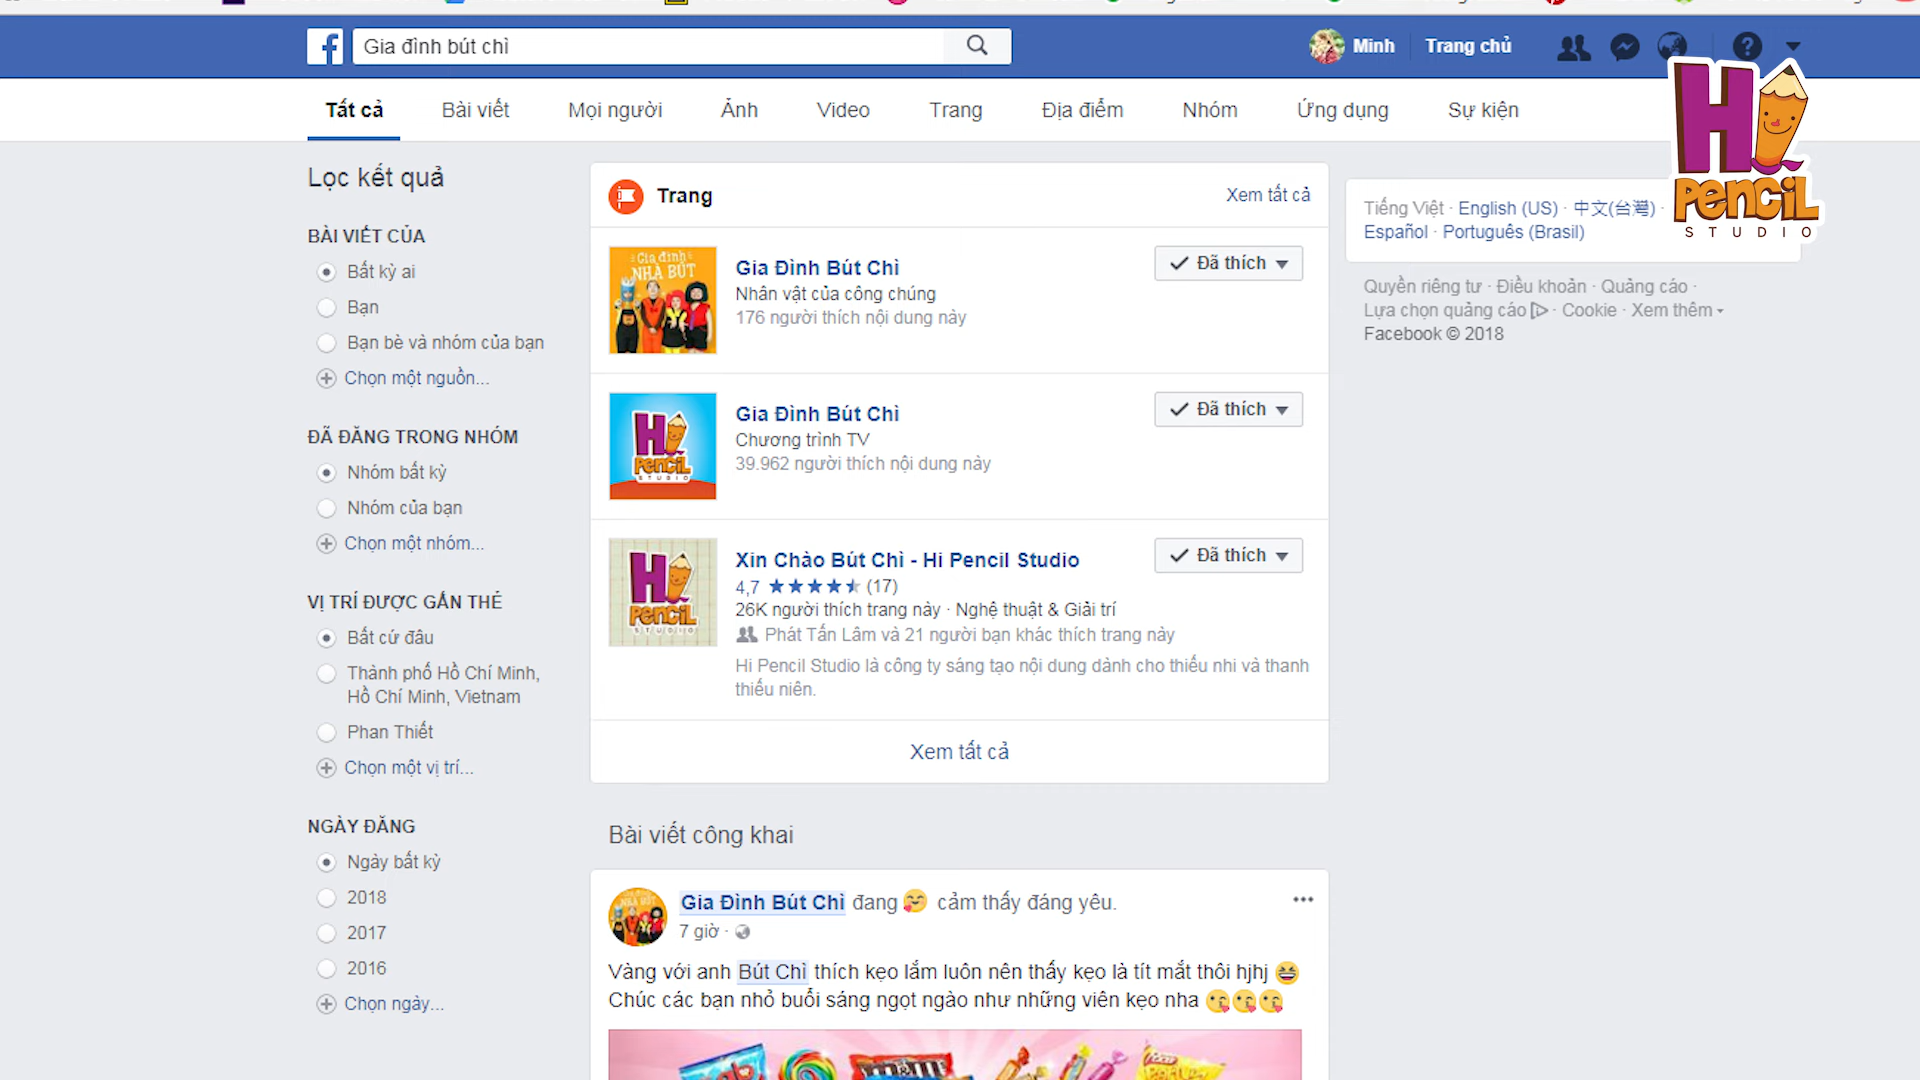 Gia đình bút chì
Minh
Trang chủ
Tất cả
Bài viết
Mọi người
Ảnh
Video
Trang
Địa điểm
Nhóm
Ứng dụng
Sự kiện
Hi
Pencil
STUDIO
Lọc kết quả
BÀI VIẾT CỦA
Bất kỳ ai
Bạn
Bạn bè và nhóm của bạn
Chọn một nguồn...
ĐÃ ĐĂNG TRONG NHÓM
Nhóm bất kỳ
Nhóm của bạn
Chọn một nhóm...
VỊ TRÍ ĐƯỢC GẮN THẺ
Bất cứ đâu
Thành phố Hồ Chí Minh,
Hồ Chí Minh, Vietnam
Phan Thiết
Chọn một vị trí...
NGÀY ĐĂNG
Ngày bất kỳ
2018
2017
2016
Chọn ngày...
Trang
Xem tất cả
Gia đình
NHÀ BÚT
Gia Đình Bút Chì
Đã thích
Nhân vật của công chúng
176 người thích nội dung này
Hi
Pencil
STUDIO
Gia Đình Bút Chì
Đã thích
Chương trình TV
39.962 người thích nội dung này
Hi
Pencil
STUDIO
Xin Chào Bút Chì - Hi Pencil Studio
Đã thích
4,7 (17)
26K người thích trang này · Nghệ thuật & Giải trí
Phát Tấn Lâm và 21 người bạn khác thích trang này
Hi Pencil Studio là công ty sáng tạo nội dung dành cho thiếu nhi và thanh
thiếu niên.
Xem tất cả
Bài viết công khai
Gia Đình Bút Chì đang 🥰 cảm thấy đáng yêu.
7 giờ ·
Vàng với anh Bút Chì thích kẹo lắm luôn nên thấy kẹo là tít mắt thôi hjhj 😆
Chúc các bạn nhỏ buổi sáng ngọt ngào như những viên kẹo nha 😘😘😘
Tiếng Việt · English (US) · 中文(台灣) ·
Español · Português (Brasil)
Quyền riêng tư · Điều khoản · Quảng cáo ·
Lựa chọn quảng cáo · Cookie · Xem thêm
Facebook © 2018